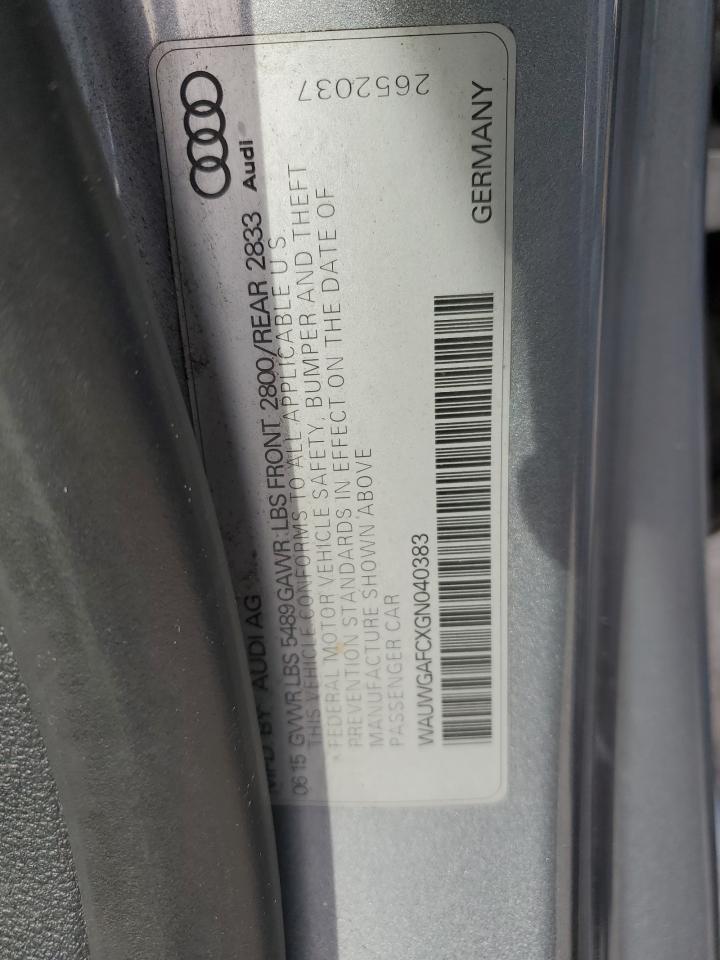 MFD BY AUDI AG
06 15 GVWR LBS 5489 GAWR: LBS FRONT 2800/REAR 2833
Audi
THIS VEHICLE CONFORMS TO ALL APPLICABLE U S
FEDERAL MOTOR VEHICLE SAFETY, BUMPER AND THEFT
PREVENTION STANDARDS IN EFFECT ON THE DATE OF
MANUFACTURE SHOWN ABOVE
PASSENGER CAR
2652037
WAUWGAFCXGN040383
GERMANY